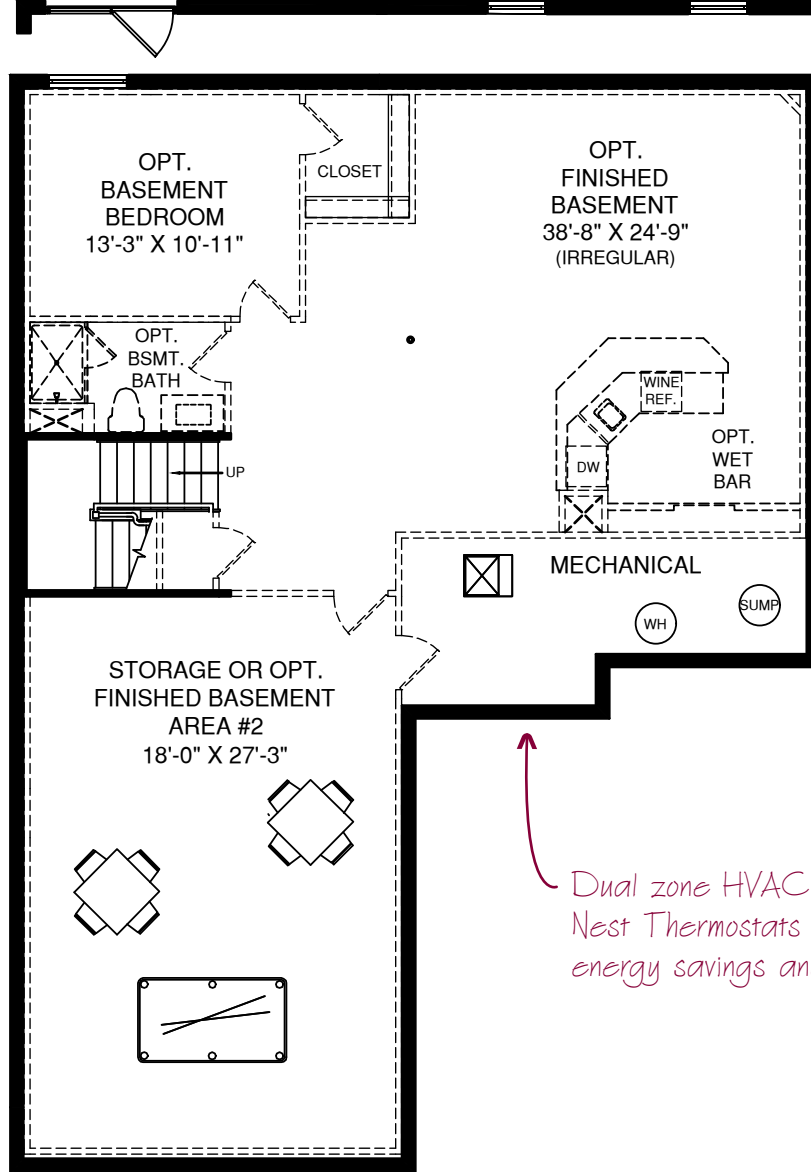 OPT.
BASEMENT
BEDROOM
13'-3" X 10'-11"
CLOSET
OPT.
FINISHED
BASEMENT
38'-8" X 24'-9"
(IRREGULAR)
OPT.
BSMT.
BATH
WINE
REF.
OPT.
WET
BAR
DW
UP
MECHANICAL
WH
SUMP
STORAGE OR OPT.
FINISHED BASEMENT
AREA #2
18'-0" X 27'-3"
Dual zone HVAC
Nest Thermostats
energy savings an